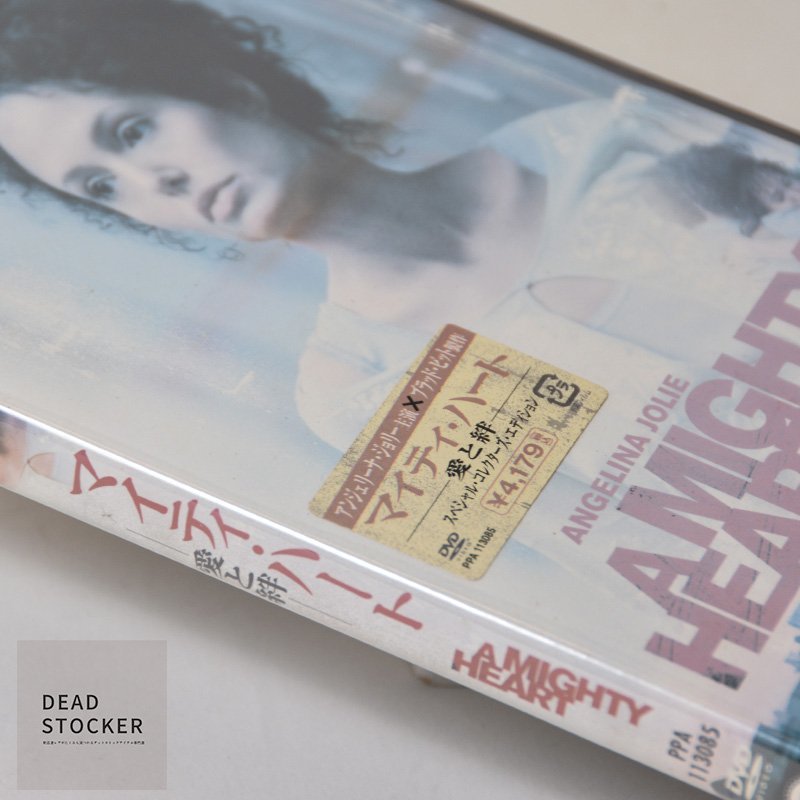 アンジェリーナ・ジョリー主演×ブラッド・ピット製作
マイティ・ハート
愛と絆
スペシャル・コレクターズ・エディション
¥4,179
DVD
VIDEO
PPA 113085
ANGELINA JOLIE
A MIGHTY
HEART
マイティ・ハート
愛と絆
A MIGHTY
HEART
PPA
113085
DVD
VIDEO
DEAD
STOCKER